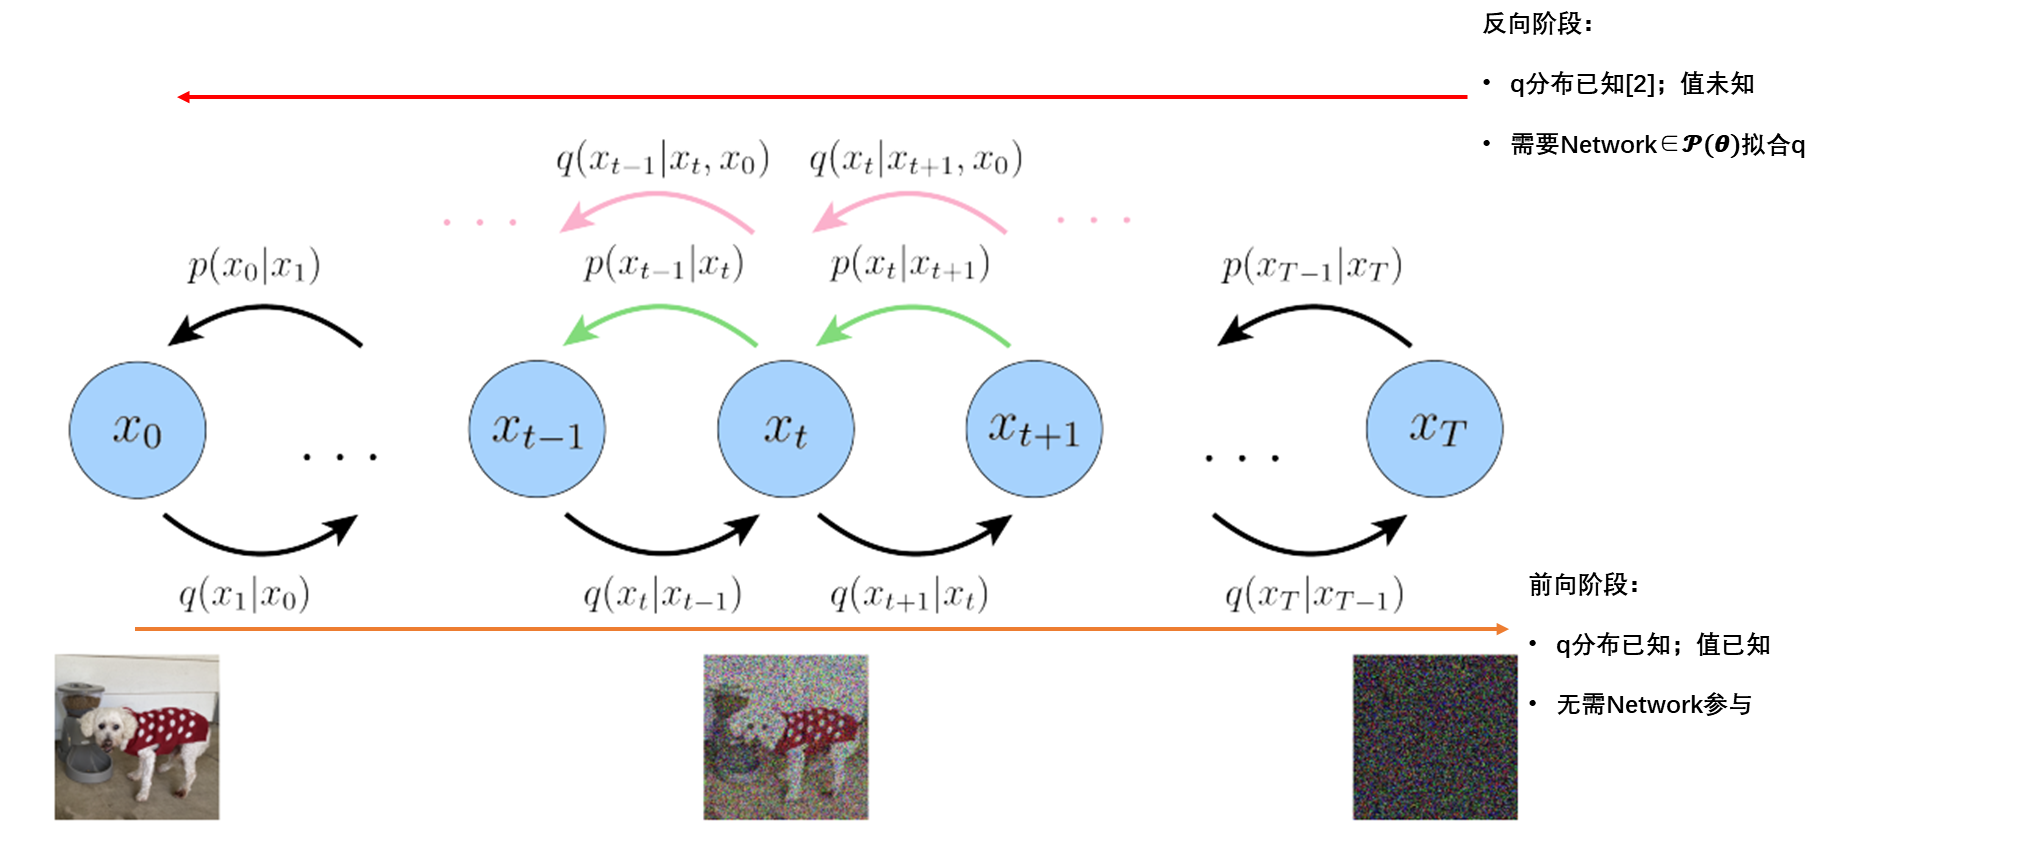 反向阶段：
• q分布已知[2]；值未知
• 需要Network∈𝓟(𝜽)拟合q
q(x_{t−1}|x_t, x_0) q(x_t|x_{t+1}, x_0)
. . . . . .
p(x_0|x_1) p(x_{t−1}|x_t) p(x_t|x_{t+1}) p(x_{T−1}|x_T)
x_0 . . . x_{t−1} x_t x_{t+1} . . . x_T
q(x_1|x_0) q(x_t|x_{t−1}) q(x_{t+1}|x_t) q(x_T|x_{T−1})
前向阶段：
• q分布已知；值已知
• 无需Network参与